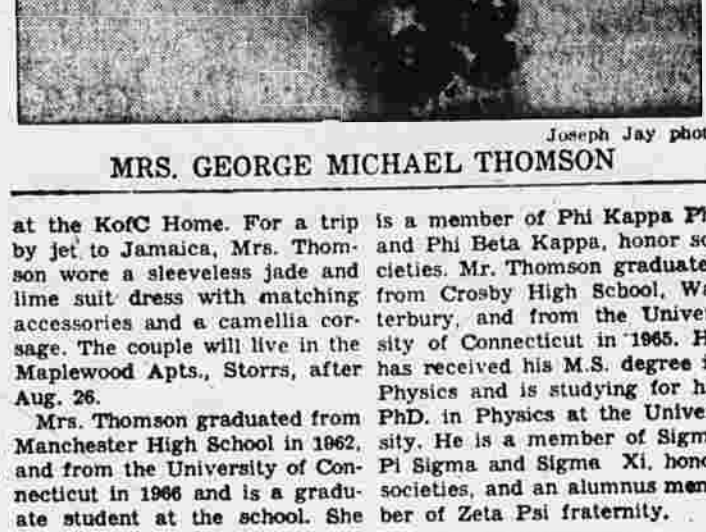 Joseph Jay phot
MRS. GEORGE MICHAEL THOMSON
at the KofC Home. For a trip
by jet to Jamaica, Mrs. Thom-
son wore a sleeveless jade and
lime suit dress with matching
accessories and a camellia cor-
sage. The couple will live in the
Maplewood Apts., Storrs, after
Aug. 26.
Mrs. Thomson graduated from
Manchester High School in 1962,
and from the University of Con-
necticut in 1966 and is a gradu-
ate student at the school. She
is a member of Phi Kappa Ph
and Phi Beta Kappa, honor so
cieties. Mr. Thomson graduate
from Crosby High School, Wa
terbury, and from the Univer
sity of Connecticut in 1965. H
has received his M.S. degree i
Physics and is studying for h
PhD. in Physics at the Univer
sity. He is a member of Sigm
Pi Sigma and Sigma Xi, hono
societies, and an alumnus mem
ber of Zeta Psi fraternity.